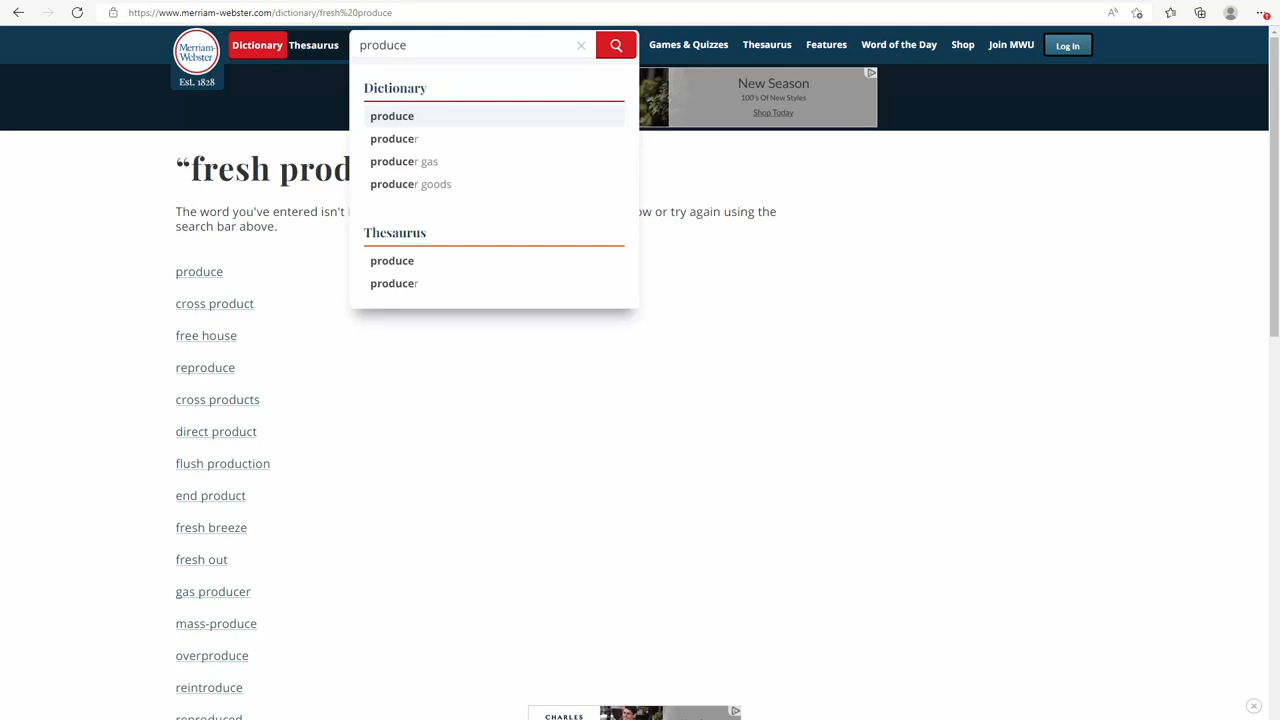 https://www.merriam-webster.com/dictionary/fresh%20produce
Merriam-
Webster
Est. 1828
Dictionary Thesaurus
produce
Games & Quizzes Thesaurus Features Word of the Day Shop Join MWU Log In
Dictionary
produce
producer
producer gas
producer goods
Thesaurus
produce
producer
New Season
100's Of New Styles
Shop Today
“fresh prod
The word you've entered isn't
ow or try again using the
search bar above.
produce
cross product
free house
reproduce
cross products
direct product
flush production
end product
fresh breeze
fresh out
gas producer
mass-produce
overproduce
reintroduce
reproduced
CHARLES